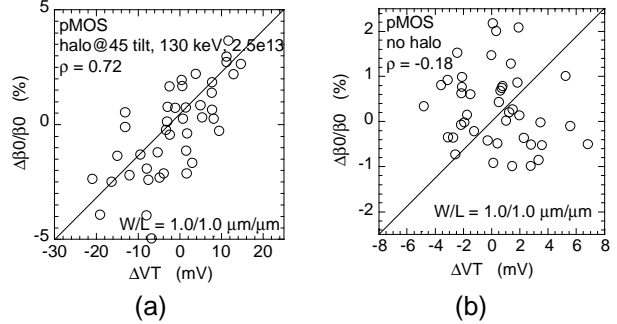 5
0
-5
Δβ0/β0 (%)
pMOS
halo@45 tilt, 130 keV, 2.5e13
ρ = 0.72
W/L = 1.0/1.0 μm/μm
-30 -20 -10 0 10 20
ΔVT (mV)
(a)
2
1
0
-1
-2
Δβ0/β0 (%)
pMOS
no halo
ρ = -0.18
W/L = 1.0/1.0 μm/μm
-8 -6 -4 -2 0 2 4 6 8
ΔVT (mV)
(b)